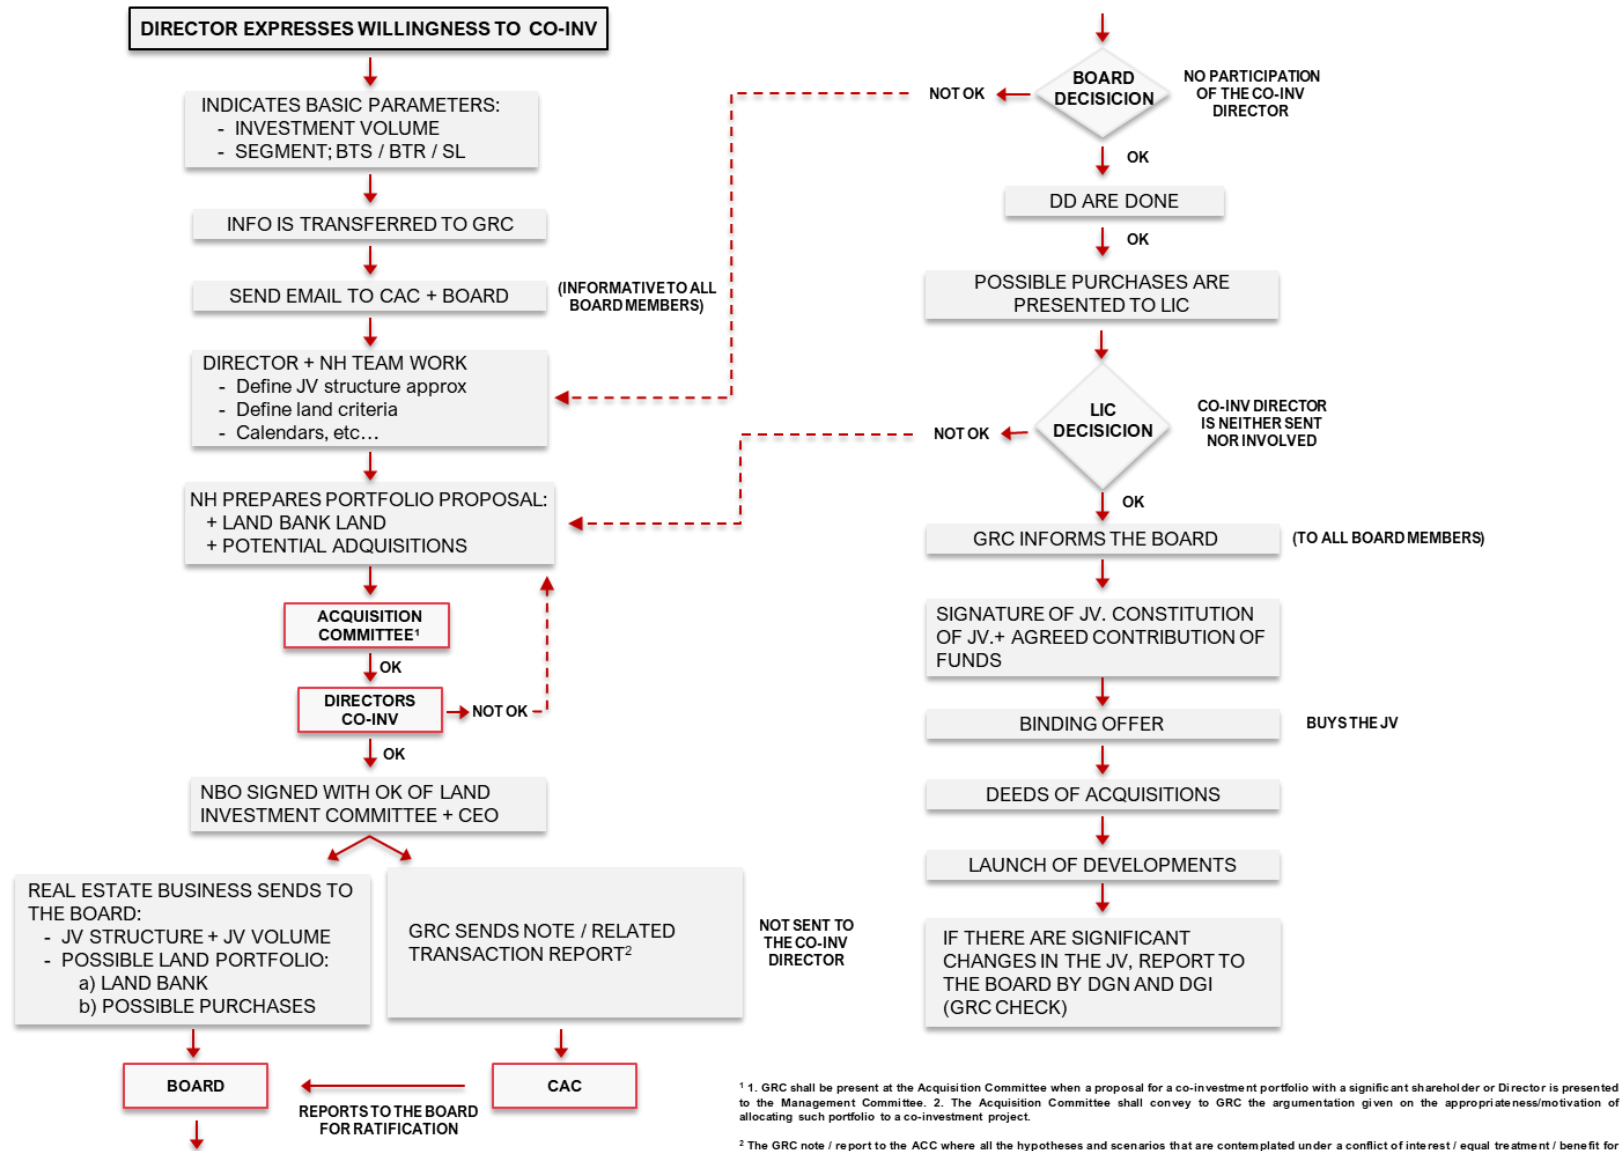 DIRECTOR EXPRESSES WILLINGNESS TO CO-INV
INDICATES BASIC PARAMETERS:
- INVESTMENT VOLUME
- SEGMENT; BTS / BTR / SL
INFO IS TRANSFERRED TO GRC
SEND EMAIL TO CAC + BOARD
(INFORMATIVE TO ALL
BOARD MEMBERS)
DIRECTOR + NH TEAM WORK
- Define JV structure approx
- Define land criteria
- Calendars, etc…
NH PREPARES PORTFOLIO PROPOSAL:
+ LAND BANK LAND
+ POTENTIAL ADQUISITIONS
ACQUISITION
COMMITTEE¹
OK
DIRECTORS
CO-INV
NOT OK
OK
NBO SIGNED WITH OK OF LAND
INVESTMENT COMMITTEE + CEO
REAL ESTATE BUSINESS SENDS TO
THE BOARD:
- JV STRUCTURE + JV VOLUME
- POSSIBLE LAND PORTFOLIO:
a) LAND BANK
b) POSSIBLE PURCHASES
GRC SENDS NOTE / RELATED
TRANSACTION REPORT²
NOT SENT TO
THE CO-INV
DIRECTOR
BOARD
CAC
REPORTS TO THE BOARD
FOR RATIFICATION
BOARD
DECISICION
NO PARTICIPATION
OF THE CO-INV
DIRECTOR
NOT OK
OK
DD ARE DONE
OK
POSSIBLE PURCHASES ARE
PRESENTED TO LIC
LIC
DECISICION
CO-INV DIRECTOR
IS NEITHER SENT
NOR INVOLVED
NOT OK
OK
GRC INFORMS THE BOARD
(TO ALL BOARD MEMBERS)
SIGNATURE OF JV. CONSTITUTION
OF JV.+ AGREED CONTRIBUTION OF
FUNDS
BINDING OFFER
BUYS THE JV
DEEDS OF ACQUISITIONS
LAUNCH OF DEVELOPMENTS
IF THERE ARE SIGNIFICANT
CHANGES IN THE JV, REPORT TO
THE BOARD BY DGN AND DGI
(GRC CHECK)
¹ 1. GRC shall be present at the Acquisition Committee when a proposal for a co-investment portfolio with a significant shareholder or Director is presented
to the Management Committee. 2. The Acquisition Committee shall convey to GRC the argumentation given on the appropriateness/motivation of
allocating such portfolio to a co-investment project.
² The GRC note / report to the ACC where all the hypotheses and scenarios that are contemplated under a conflict of interest / equal treatment / benefit for